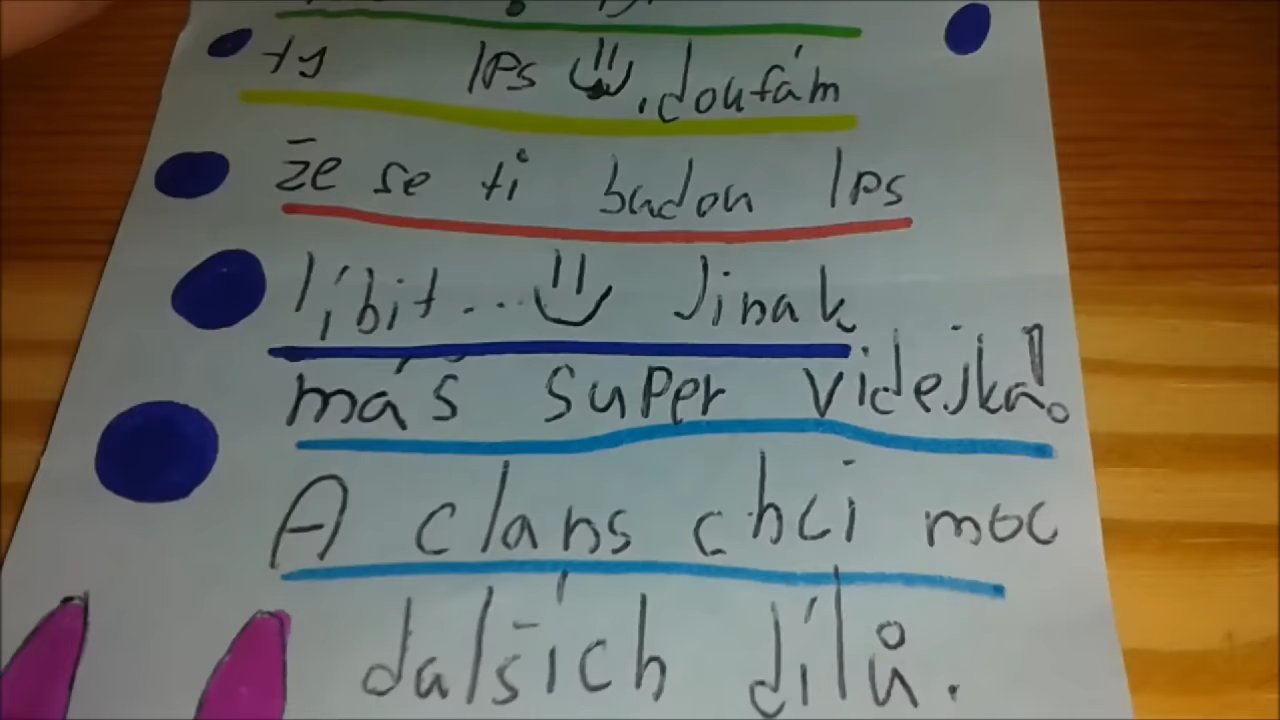 ty lps , doufám
že se ti budou lps
líbit... Jinak
máš super videjka!
A clans chci moc
dalších dílů.